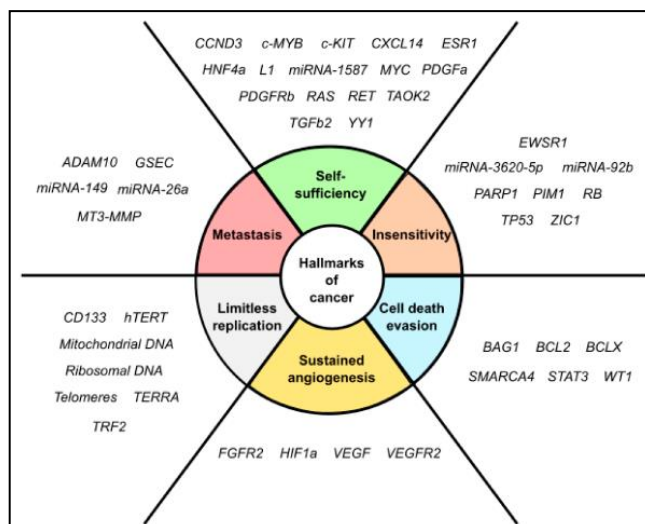 CCND3 c-MYB c-KIT CXCL14 ESR1
HNF4a L1 miRNA-1587 MYC PDGFa
PDGFRb RAS RET TAOK2
TGFb2 YY1
ADAM10 GSEC
miRNA-149 miRNA-26a
MT3-MMP
EWSR1
miRNA-3620-5p miRNA-92b
PARP1 PIM1 RB
TP53 ZIC1
Self-
sufficiency
Metastasis
Insensitivity
Hallmarks
of
cancer
Limitless
replication
Cell death
evasion
Sustained
angiogenesis
CD133 hTERT
Mitochondrial DNA
Ribosomal DNA
Telomeres TERRA
TRF2
BAG1 BCL2 BCLX
SMARCA4 STAT3 WT1
FGFR2 HIF1a VEGF VEGFR2